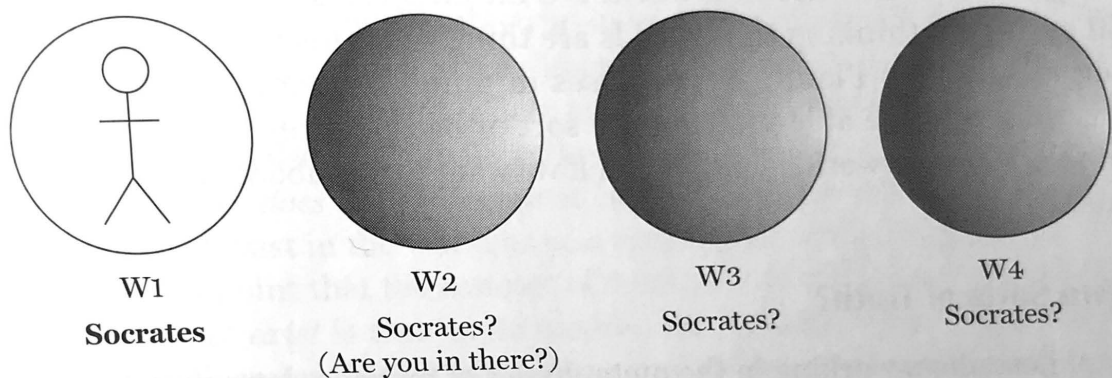 W1
Socrates
W2
Socrates?
(Are you in there?)
W3
Socrates?
W4
Socrates?